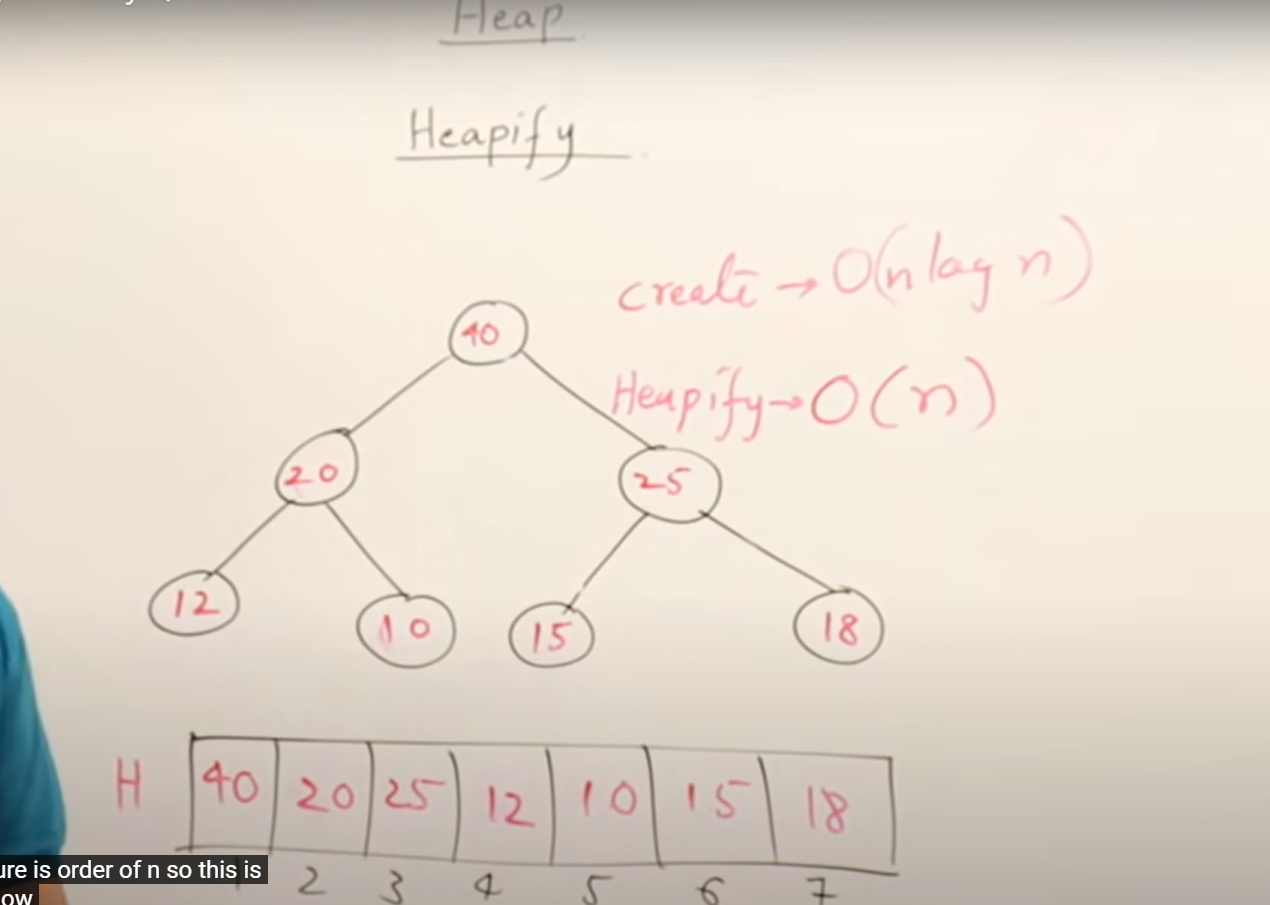 Heap
Heapify
create → O(n log n)
40
Heapify → O(n)
20 25
12 10 15 18
H 40 20 25 12 10 15 18
1 2 3 4 5 6 7
ure is order of n so this is
ow